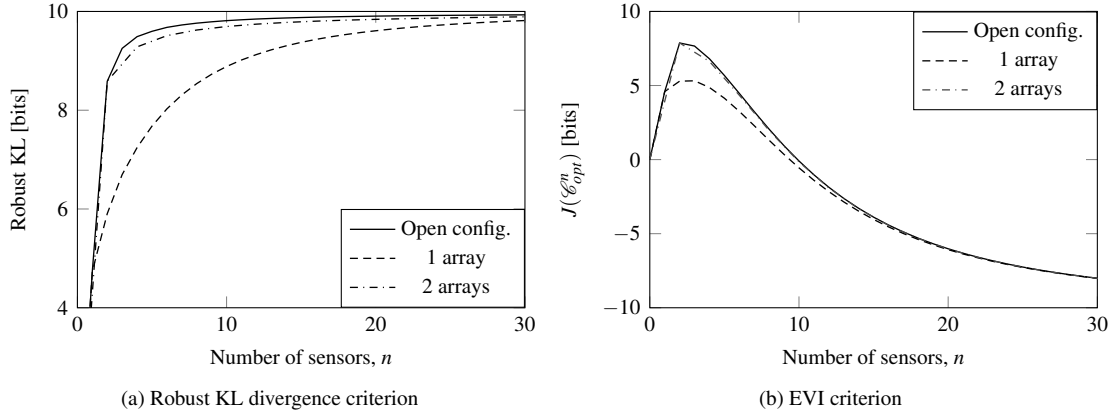 10
8
6
4
0
10
20
30
Robust KL [bits]
Number of sensors, n
Open config.
1 array
2 arrays
(a) Robust KL divergence criterion
10
5
0
−5
−10
0
10
20
30
J(𝒞ⁿₒₚₜ) [bits]
Number of sensors, n
Open config.
1 array
2 arrays
(b) EVI criterion